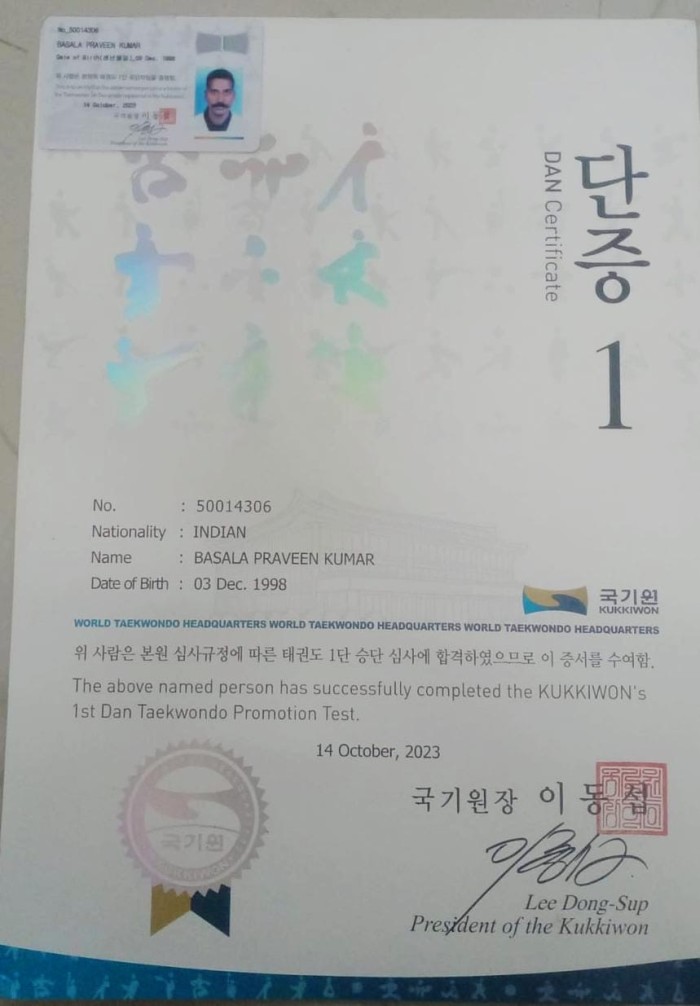 No.50014306
BASALA PRAVEEN KUMAR
14 October, 2023
단증 1
DAN Certificate
No. : 50014306
Nationality : INDIAN
Name : BASALA PRAVEEN KUMAR
Date of Birth : 03 Dec. 1998
국기원
KUKKIWON
WORLD TAEKWONDO HEADQUARTERS WORLD TAEKWONDO HEADQUARTERS WORLD TAEKWONDO HEADQUARTERS
위 사람은 본원 심사규정에 따른 태권도 1단 승단 심사에 합격하였으므로 이 증서를 수여함.
The above named person has successfully completed the KUKKIWON's
1st Dan Taekwondo Promotion Test.
14 October, 2023
국기원장 이동섭
국기원
KUKKIWON
Lee Dong-Sup
President of the Kukkiwon